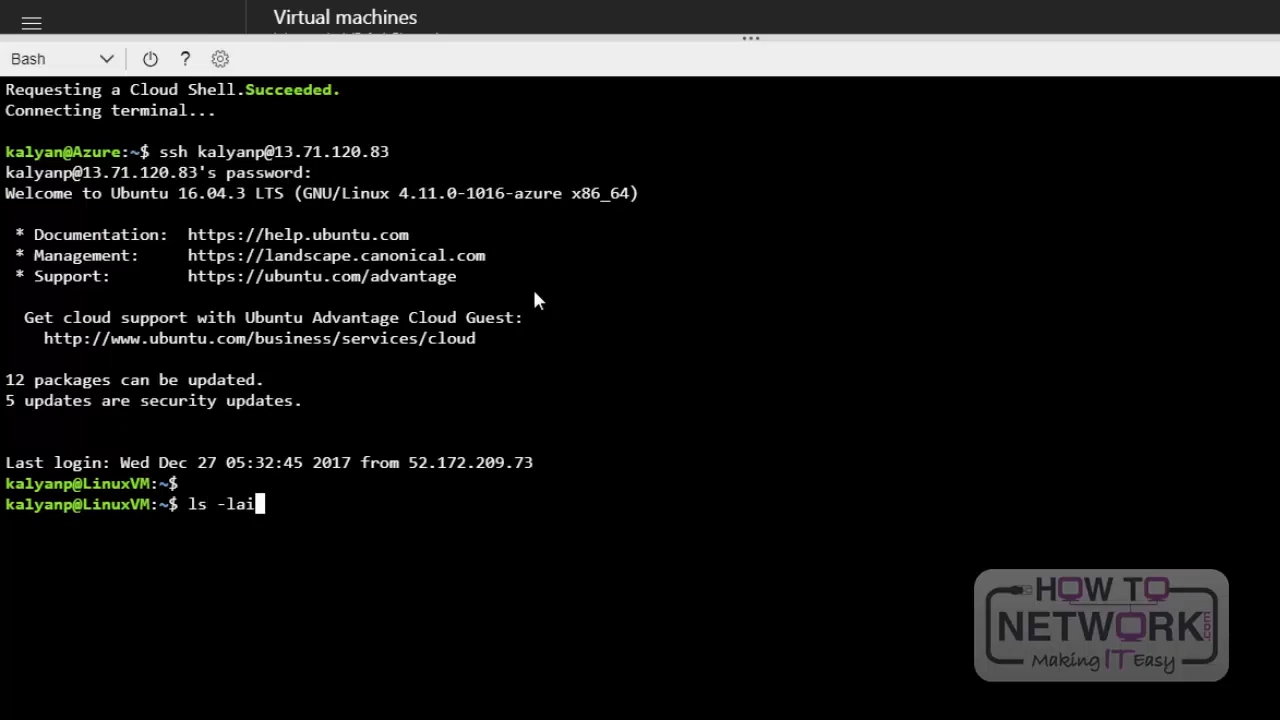 Virtual machines
Bash
?
Requesting a Cloud Shell.Succeeded.
Connecting terminal...
kalyan@Azure:~$ ssh kalyanp@13.71.120.83
kalyanp@13.71.120.83's password:
Welcome to Ubuntu 16.04.3 LTS (GNU/Linux 4.11.0-1016-azure x86_64)
* Documentation: https://help.ubuntu.com
* Management: https://landscape.canonical.com
* Support: https://ubuntu.com/advantage
Get cloud support with Ubuntu Advantage Cloud Guest:
http://www.ubuntu.com/business/services/cloud
12 packages can be updated.
5 updates are security updates.
Last login: Wed Dec 27 05:32:45 2017 from 52.172.209.73
kalyanp@LinuxVM:~$
kalyanp@LinuxVM:~$ ls -lai
HOW TO
NETWORK.com
Making IT Easy